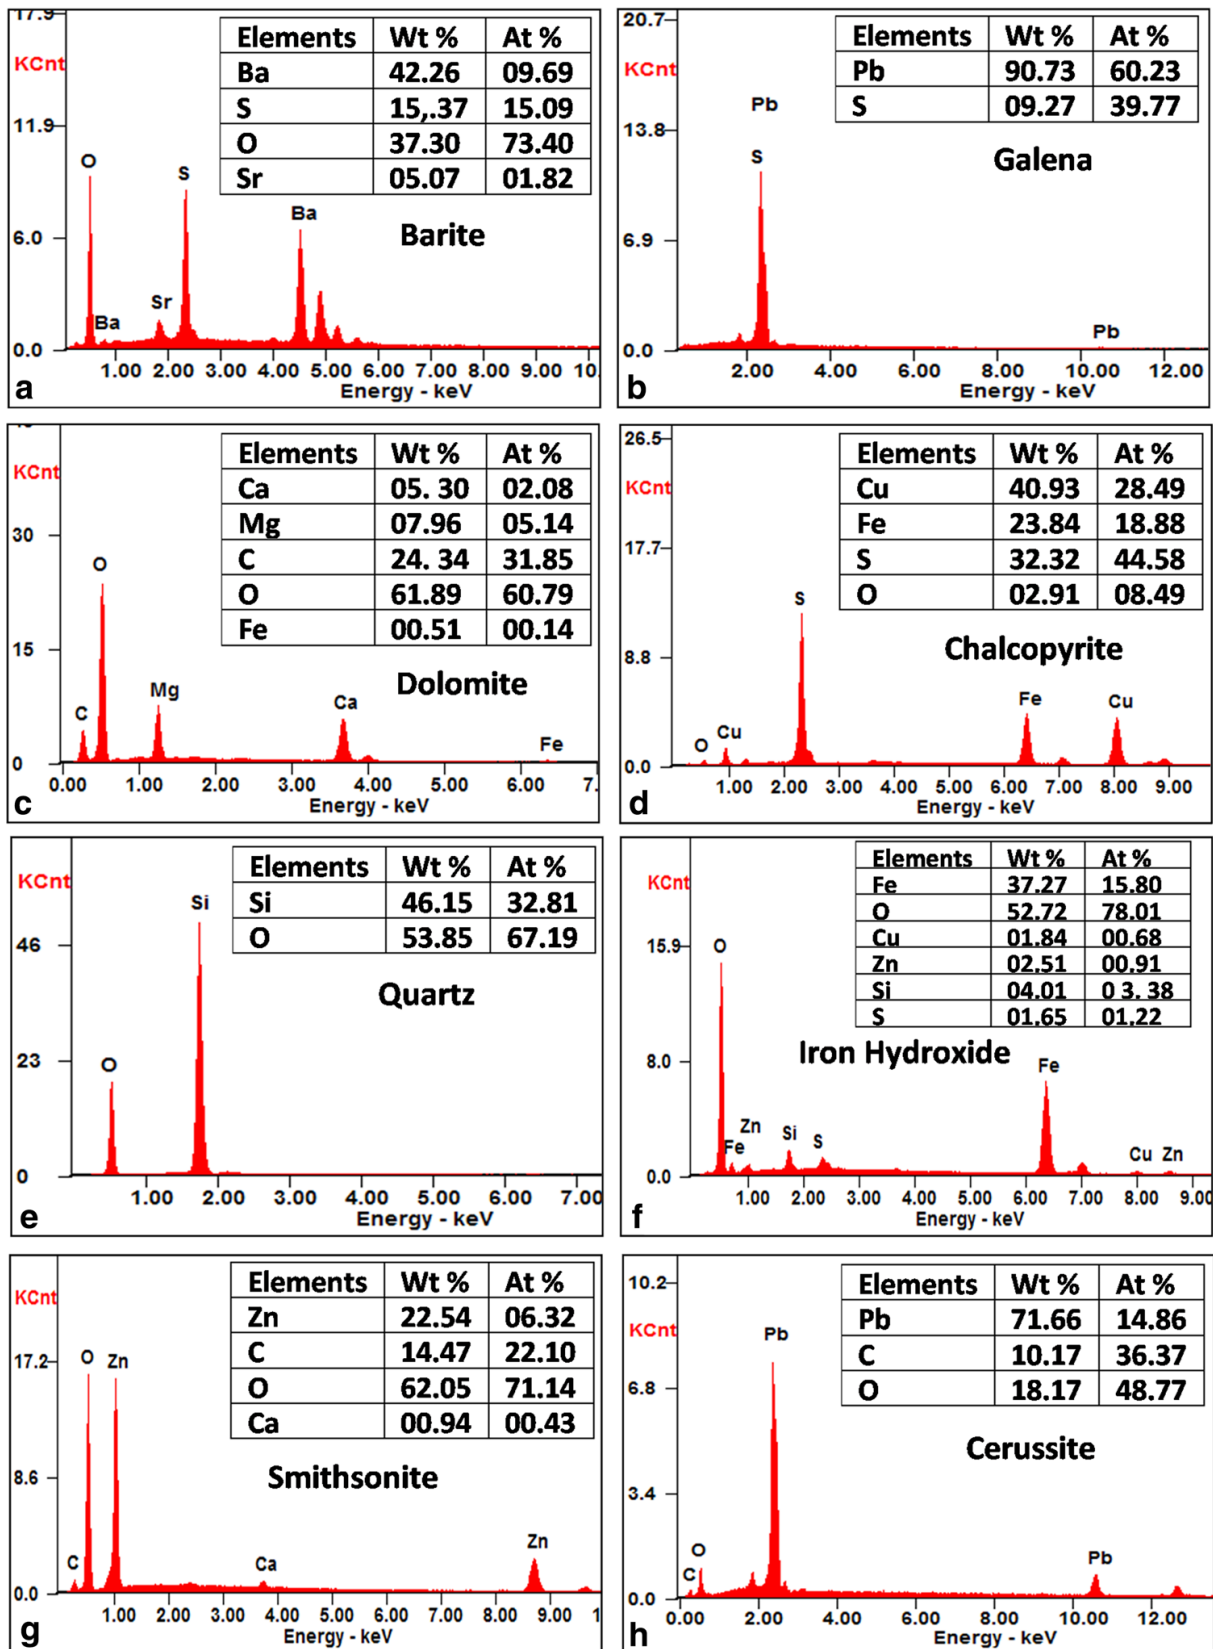 17.9
KCnt
11.9
6.0
0.0
Elements Wt % At %
Ba 42.26 09.69
S 15,.37 15.09
O 37.30 73.40
Sr 05.07 01.82
Barite
O
Ba
Sr
S
Ba
1.00 2.00 3.00 4.00 5.00 6.00 7.00 8.00 9.00 10.
Energy - keV
a
20.7
KCnt
13.8
6.9
0.0
Elements Wt % At %
Pb 90.73 60.23
S 09.27 39.77
Galena
Pb
S
Pb
2.00 4.00 6.00 8.00 10.00 12.00
Energy - keV
b
KCnt
30
15
0
Elements Wt % At %
Ca 05. 30 02.08
Mg 07.96 05.14
C 24. 34 31.85
O 61.89 60.79
Fe 00.51 00.14
Dolomite
C
O
Mg
Ca
Fe
0.00 1.00 2.00 3.00 4.00 5.00 6.00 7.
Energy - keV
c
26.5
KCnt
17.7
8.8
0.0
Elements Wt % At %
Cu 40.93 28.49
Fe 23.84 18.88
S 32.32 44.58
O 02.91 08.49
Chalcopyrite
O
Cu
S
Fe
Cu
1.00 2.00 3.00 4.00 5.00 6.00 7.00 8.00 9.00
Energy - keV
d
KCnt
46
23
0
Elements Wt % At %
Si 46.15 32.81
O 53.85 67.19
Quartz
O
Si
1.00 2.00 3.00 4.00 5.00 6.00 7.00
Energy - keV
e
KCnt
15.9
8.0
0.0
Elements Wt % At %
Fe 37.27 15.80
O 52.72 78.01
Cu 01.84 00.68
Zn 02.51 00.91
Si 04.01 0 3. 38
S 01.65 01.22
Iron Hydroxide
O
Fe
Zn
Si
S
Fe
Cu
Zn
1.00 2.00 3.00 4.00 5.00 6.00 7.00 8.00 9.00
Energy - keV
f
KCnt
17.2
8.6
0.0
Elements Wt % At %
Zn 22.54 06.32
C 14.47 22.10
O 62.05 71.14
Ca 00.94 00.43
Smithsonite
C
O
Zn
Ca
Zn
1.00 2.00 3.00 4.00 5.00 6.00 7.00 8.00 9.00
Energy - keV
g
10.2
KCnt
6.8
3.4
0.0
Elements Wt % At %
Pb 71.66 14.86
C 10.17 36.37
O 18.17 48.77
Cerussite
C
O
Pb
Pb
0.00 2.00 4.00 6.00 8.00 10.00 12.00
Energy - keV
h